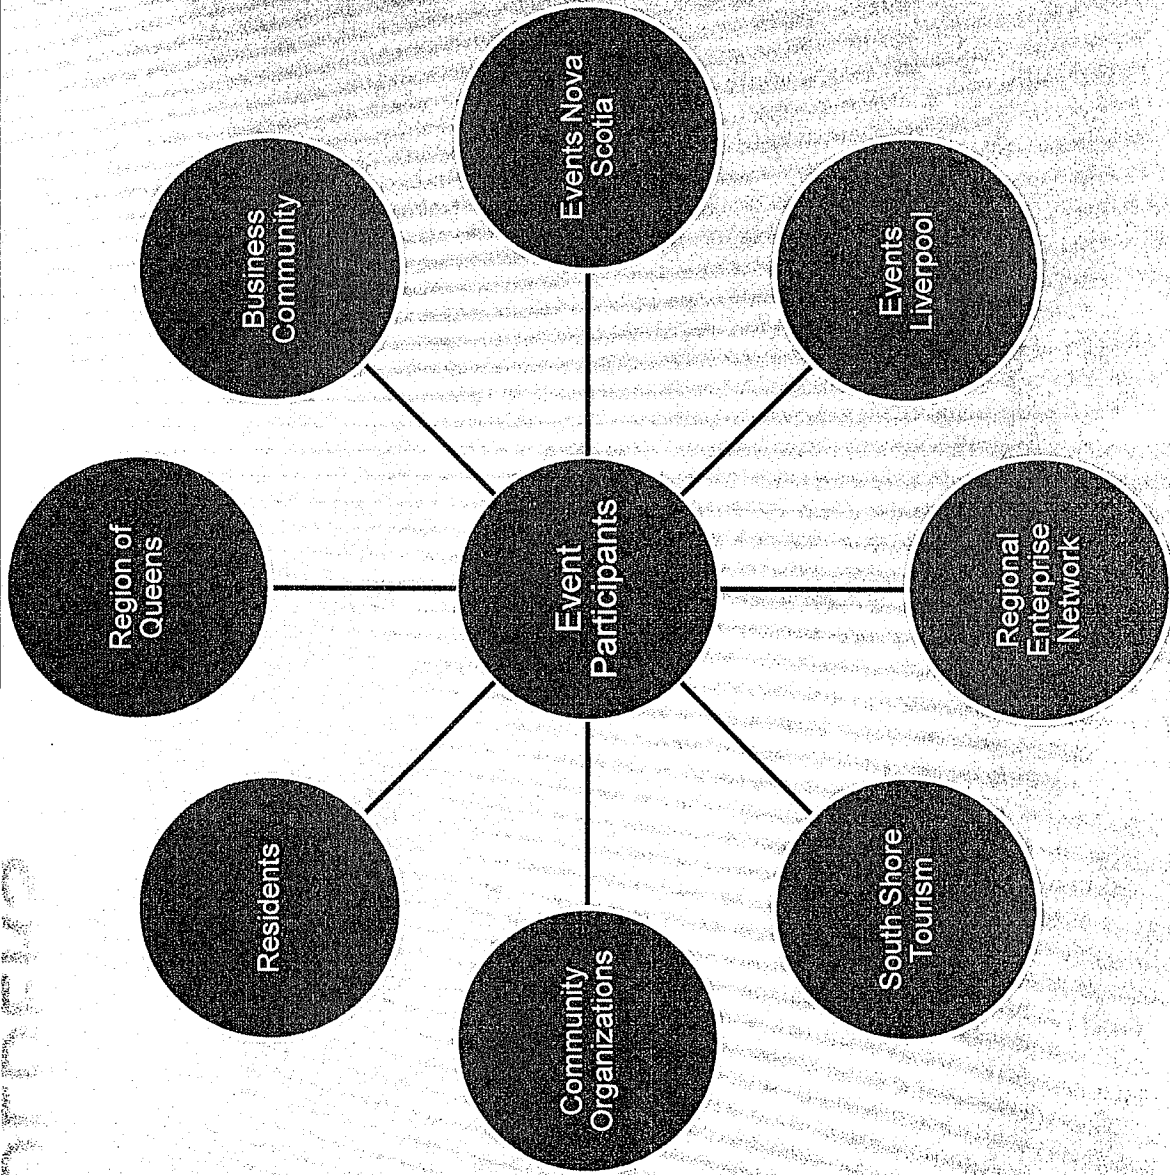 Region of
Queens
Residents
Business
Community
Community
Organizations
Event
Participants
Events Nova
Scotia
South Shore
Tourism
Events
Liverpool
Regional
Enterprise
Network